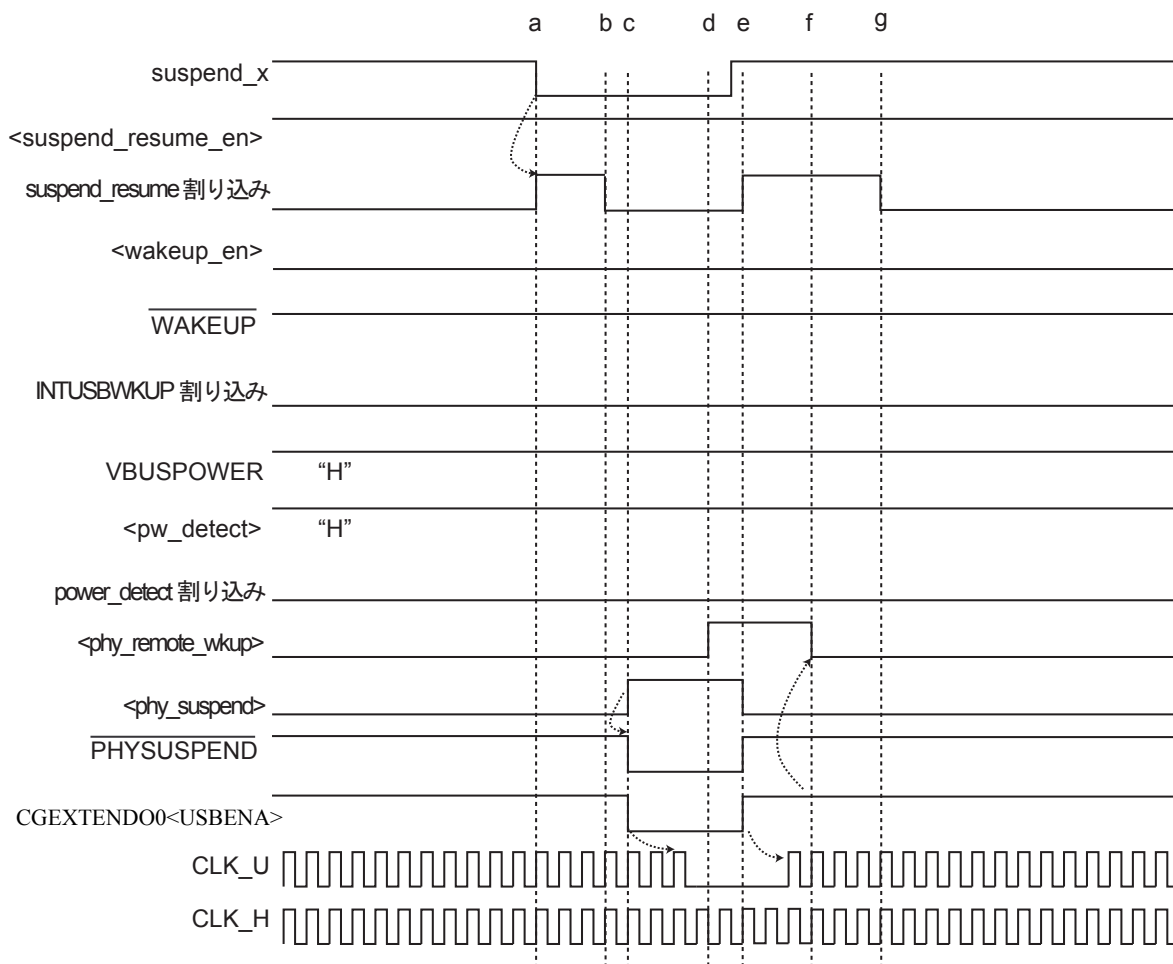 a b c d e f g
suspend_x
<suspend_resume_en>
suspend_resume 割り込み
<wakeup_en>
WAKEUP
INTUSBWKUP 割り込み
VBUSPOWER “H”
<pw_detect> “H”
power_detect 割り込み
<phy_remote_wkup>
<phy_suspend>
PHYSUSPEND
CGEXTENDO0<USBENA>
CLK_U
CLK_H